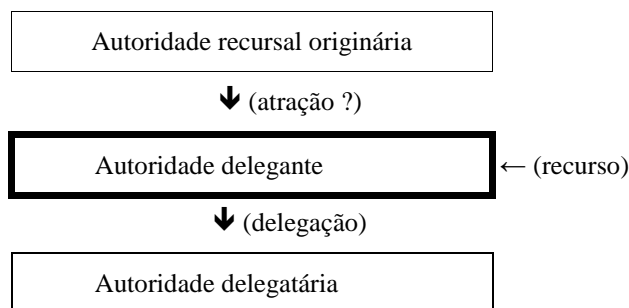 Autoridade recursal originária
🡻 (atração ?)
Autoridade delegante ← (recurso)
🡻 (delegação)
Autoridade delegatária